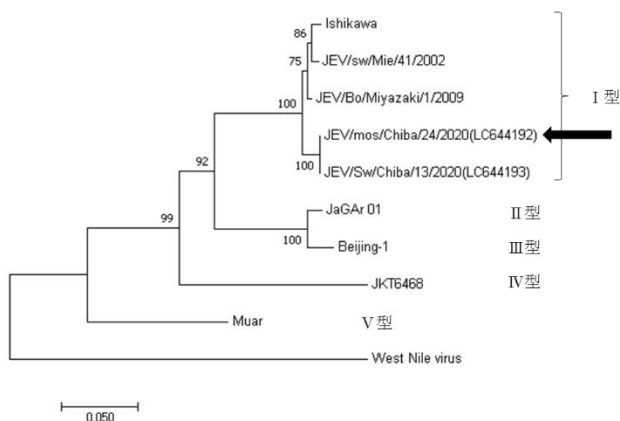 Ishikawa
86
JEV/sw/Mie/41/2002
75
JEV/Bo/Miyazaki/1/2009
100
Ⅰ型
JEV/mos/Chiba/24/2020(LC644192)
92
100
JEV/Sw/Chiba/13/2020(LC644193)
JaGAr 01
Ⅱ型
99
100
Beijing-1
Ⅲ型
JKT6468
Ⅳ型
Muar
Ⅴ型
West Nile virus
0.050